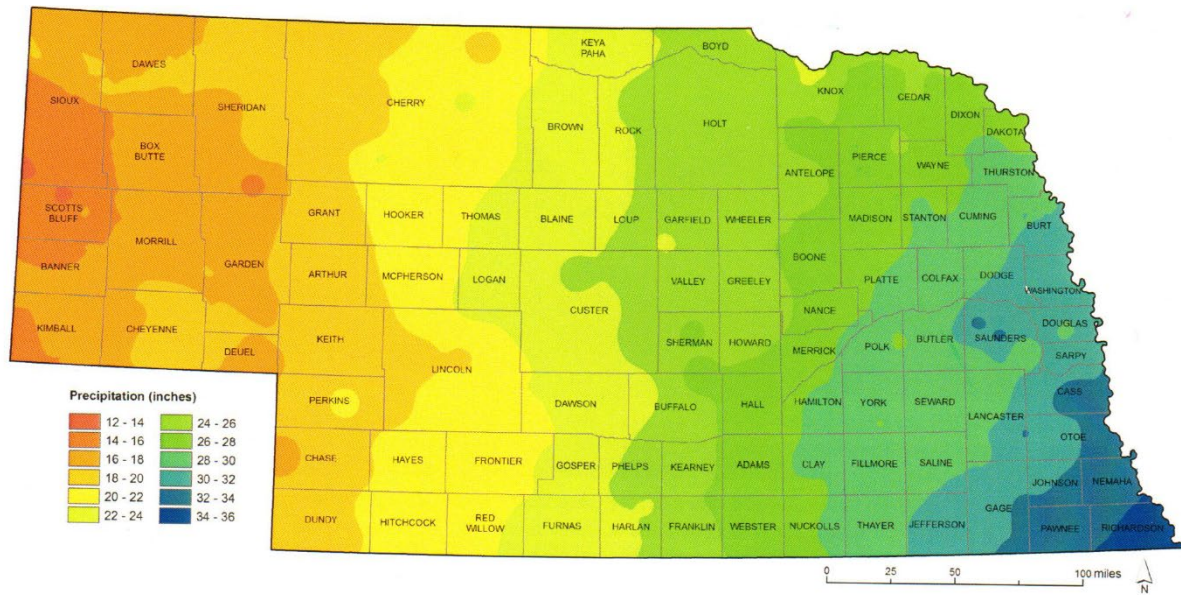 KEYA
PAHA
BOYD
DAWES
KNOX
CEDAR
SIOUX
SHERIDAN
CHERRY
DIXON
BROWN
ROCK
HOLT
DAKOTA
BOX
BUTTE
PIERCE
WAYNE
ANTELOPE
THURSTON
SCOTTS
BLUFF
GRANT
HOOKER
THOMAS
BLAINE
LOUP
GARFIELD
WHEELER
MADISON
STANTON
CUMING
BURT
MORRILL
BANNER
GARDEN
ARTHUR
MCPHERSON
LOGAN
VALLEY
GREELEY
BOONE
PLATTE
COLFAX
DODGE
WASHINGTON
KIMBALL
CHEYENNE
CUSTER
NANCE
DEUEL
KEITH
LINCOLN
SHERMAN
HOWARD
MERRICK
POLK
BUTLER
SAUNDERS
DOUGLAS
SARPY
PERKINS
DAWSON
BUFFALO
HALL
HAMILTON
YORK
SEWARD
LANCASTER
CASS
OTOE
CHASE
HAYES
FRONTIER
GOSPER
PHELPS
KEARNEY
ADAMS
CLAY
FILLMORE
SALINE
JOHNSON
NEMAHA
DUNDY
HITCHCOCK
RED
WILLOW
FURNAS
HARLAN
FRANKLIN
WEBSTER
NUCKOLLS
THAYER
JEFFERSON
GAGE
PAWNEE
RICHARDSON
Precipitation (inches)
12 - 14
14 - 16
16 - 18
18 - 20
20 - 22
22 - 24
24 - 26
26 - 28
28 - 30
30 - 32
32 - 34
34 - 36
0 25 50 100 miles
N